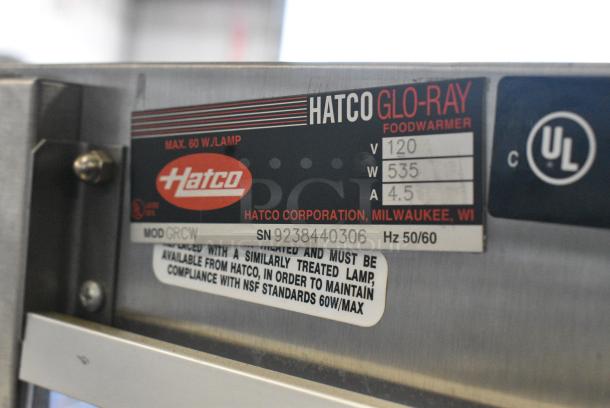 HATCO GLO-RAY
FOODWARMER
MAX. 60 W./LAMP
V 120
W 535
A 4.5
Hatco
HATCO CORPORATION, MILWAUKEE, WI
MOD GRCW SN 9238440306 Hz 50/60
C UL
TREATED AND MUST BE
REPLACED WITH A SIMILARLY TREATED LAMP,
AVAILABLE FROM HATCO, IN ORDER TO MAINTAIN
COMPLIANCE WITH NSF STANDARDS 60W/MAX